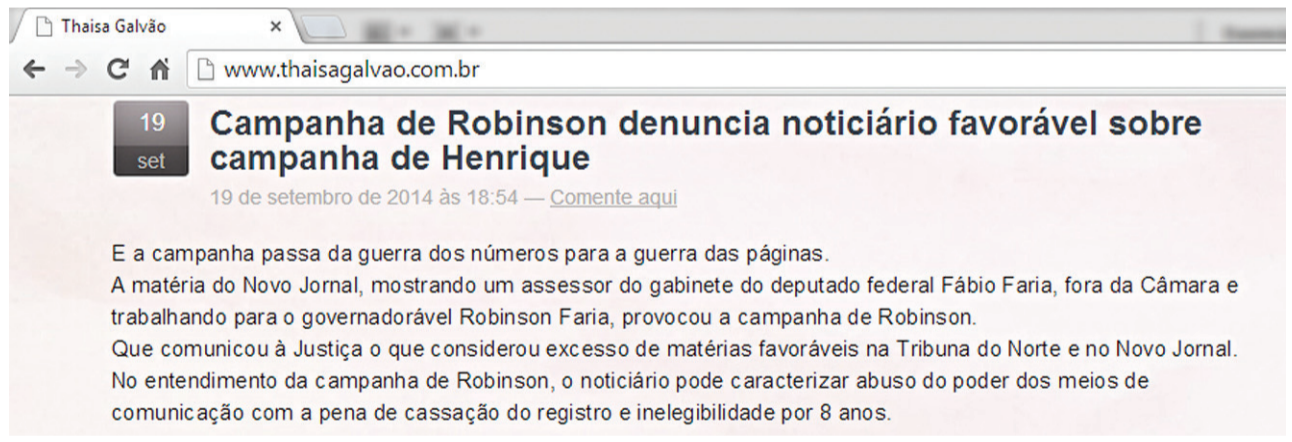 Thaisa Galvão
www.thaisagalvao.com.br
19
set
Campanha de Robinson denuncia noticiário favorável sobre
campanha de Henrique
19 de setembro de 2014 às 18:54 — Comente aqui
E a campanha passa da guerra dos números para a guerra das páginas.
A matéria do Novo Jornal, mostrando um assessor do gabinete do deputado federal Fábio Faria, fora da Câmara e
trabalhando para o governadorável Robinson Faria, provocou a campanha de Robinson.
Que comunicou à Justiça o que considerou excesso de matérias favoráveis na Tribuna do Norte e no Novo Jornal.
No entendimento da campanha de Robinson, o noticiário pode caracterizar abuso do poder dos meios de
comunicação com a pena de cassação do registro e inelegibilidade por 8 anos.